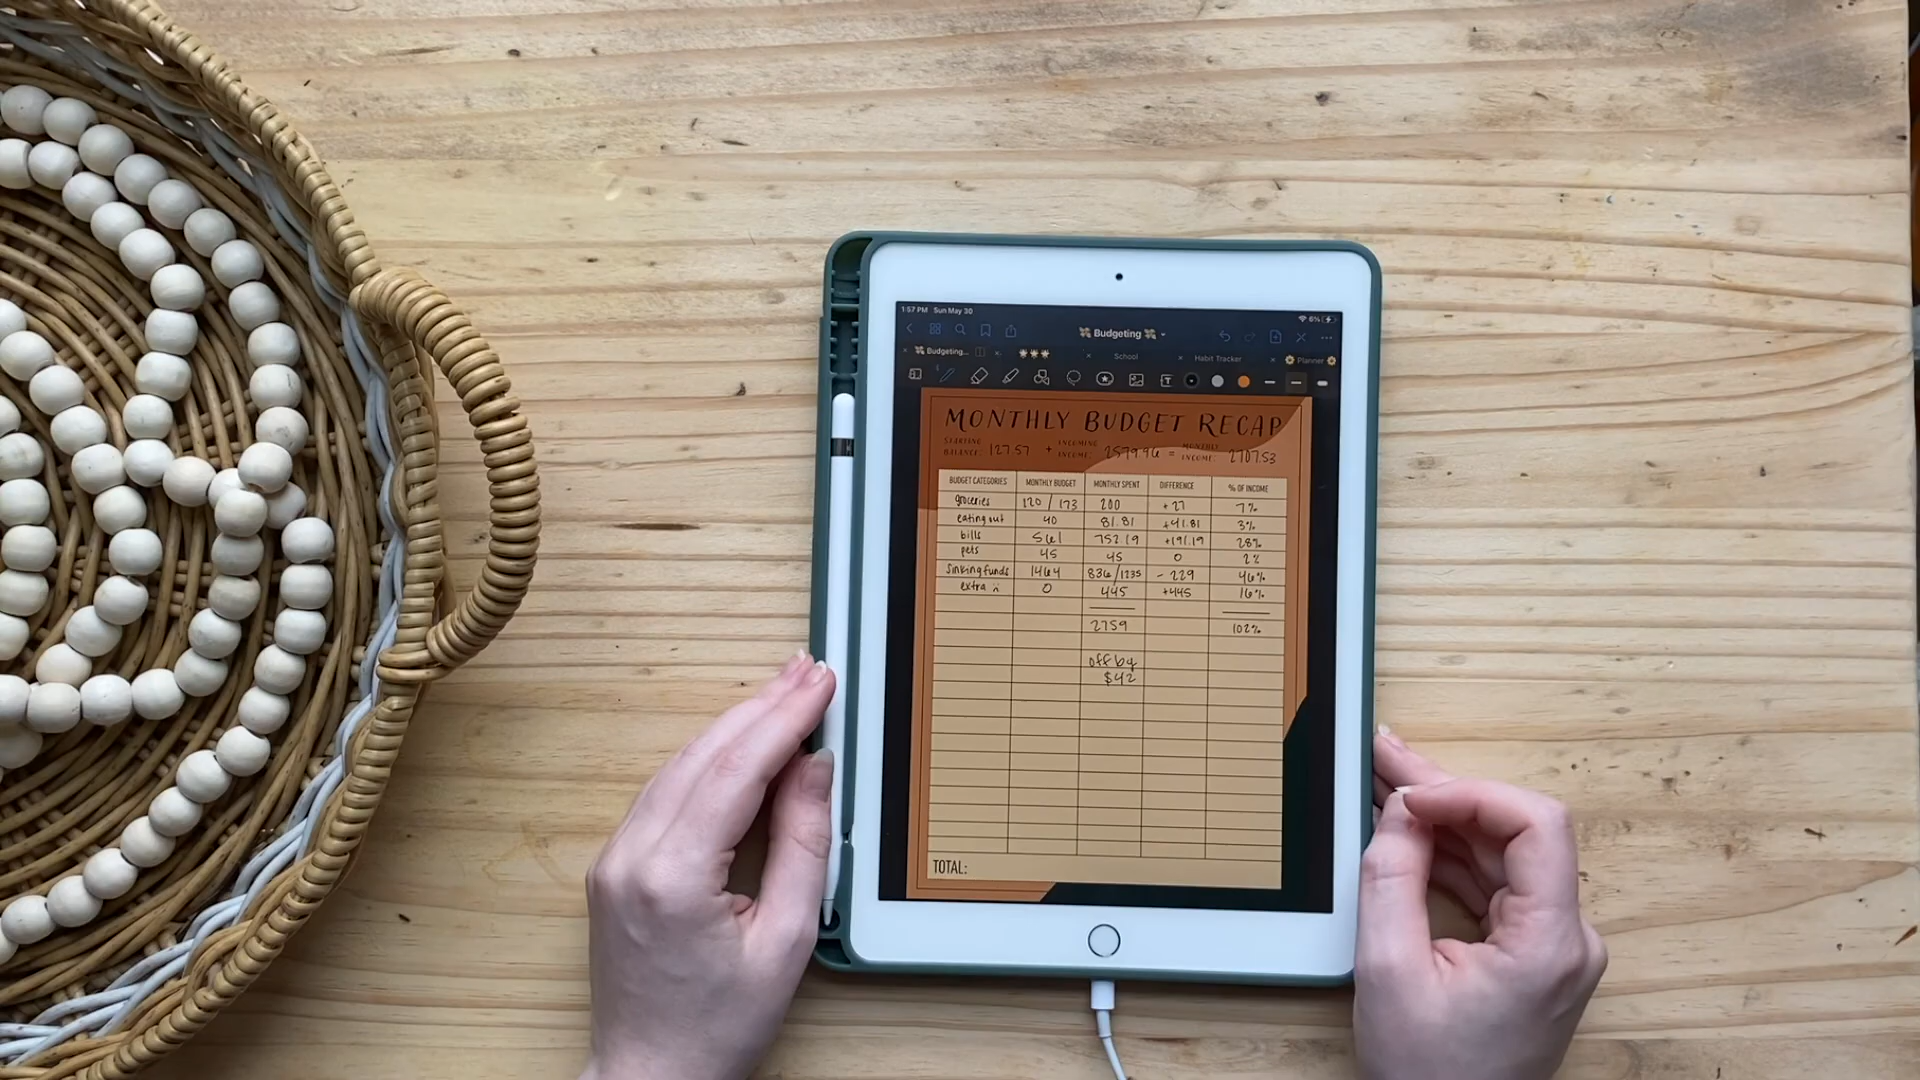 1:57 PM Sun May 30 6%
Budgeting
Budgeting... School Habit Tracker Planner
MONTHLY BUDGET RECAP
STARTING BALANCE: 127.57 + INCOMING INCOME: 2579.96 = MONTHLY INCOME: 2707.53
BUDGET CATEGORIES MONTHLY BUDGET MONTHLY SPENT DIFFERENCE % OF INCOME
groceries 120 / 173 200 +27 7%
eating out 40 81.81 +41.81 3%
bills 561 752.19 +191.19 28%
pets 45 45 0 2%
sinking funds 1464 836/1235 - 229 46%
extra 0 445 +445 16%
2759 102%
off by
$42
TOTAL: